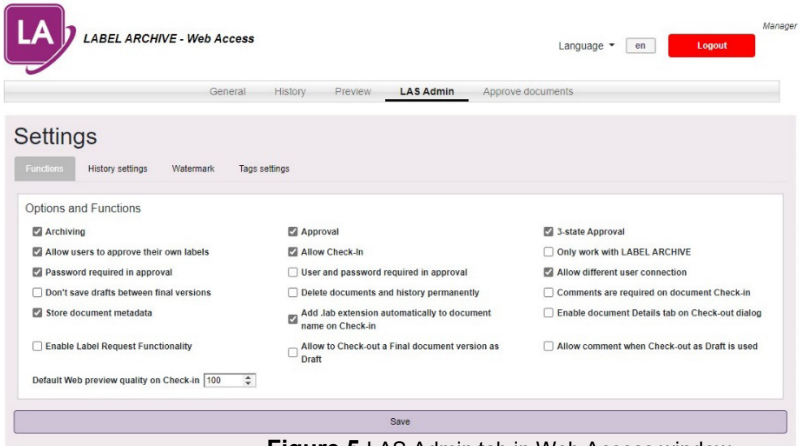 Manager
LA
LABEL ARCHIVE - Web Access
Language en Logout
General History Preview LAS Admin Approve documents
Settings
Functions History settings Watermark Tags settings
Options and Functions
Archiving Approval 3-state Approval
Allow users to approve their own labels Allow Check-In Only work with LABEL ARCHIVE
Password required in approval User and password required in approval Allow different user connection
Don't save drafts between final versions Delete documents and history permanently Comments are required on document Check-in
Store document metadata Add .lab extension automatically to document name on Check-in Enable document Details tab on Check-out dialog
Enable Label Request Functionality Allow to Check-out a Final document version as Draft Allow comment when Check-out as Draft is used
Default Web preview quality on Check-in 100
Save
Figure 5 LAS Admin tab in Web Access window